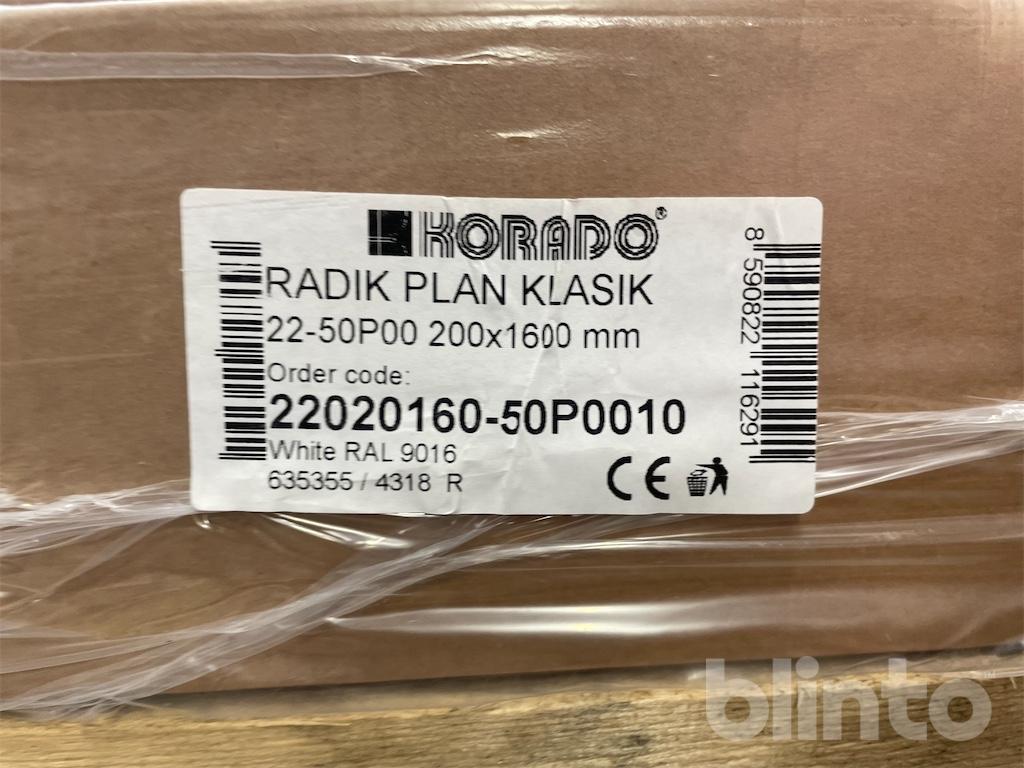 KORADO®
RADIK PLAN KLASIK
22-50P00 200x1600 mm
Order code:
22020160-50P0010
White RAL 9016
635355 / 4318 R
CE
8 590822 116291
blinto™